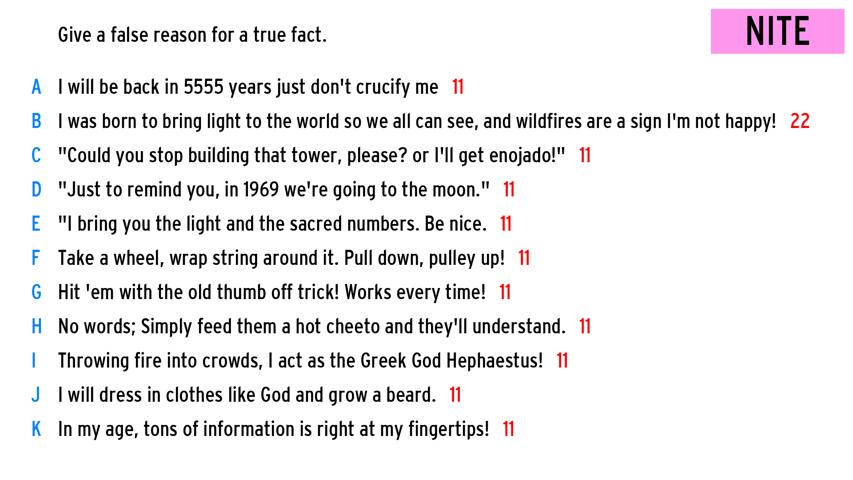 Give a false reason for a true fact.
NITE
A I will be back in 5555 years just don't crucify me 11
B I was born to bring light to the world so we all can see, and wildfires are a sign I'm not happy! 22
C "Could you stop building that tower, please? or I'll get enojado!" 11
D "Just to remind you, in 1969 we're going to the moon." 11
E "I bring you the light and the sacred numbers. Be nice. 11
F Take a wheel, wrap string around it. Pull down, pulley up! 11
G Hit 'em with the old thumb off trick! Works every time! 11
H No words; Simply feed them a hot cheeto and they'll understand. 11
I Throwing fire into crowds, I act as the Greek God Hephaestus! 11
J I will dress in clothes like God and grow a beard. 11
K In my age, tons of information is right at my fingertips! 11